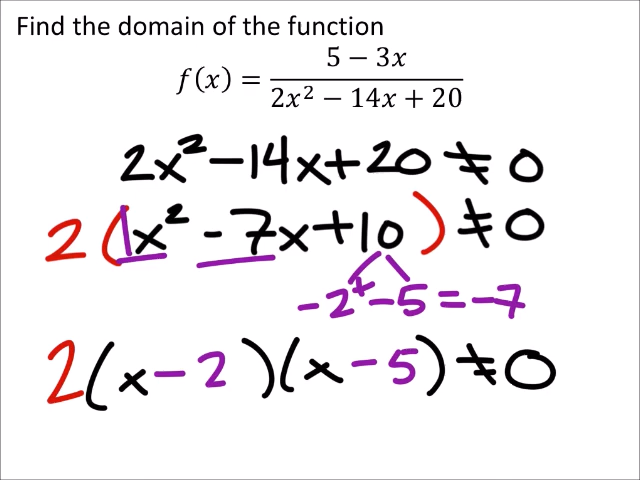 Find the domain of the function
f(x) = (5 − 3x)/(2x² − 14x + 20)
2x² − 14x + 20 ≠ 0
2(1x² − 7x + 10) ≠ 0
−2 + −5 = −7
2(x − 2)(x − 5) ≠ 0